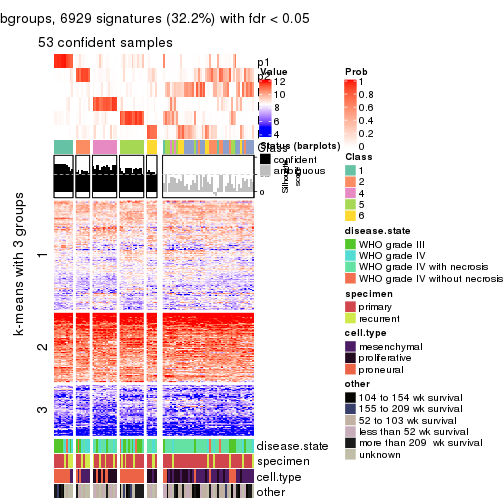 bgroups, 6929 signatures (32.2%) with fdr < 0.05
53 confident samples
p1
Value
12
10
8
6
4
Prob
1
0.8
0.6
0.4
0.2
0
Class
Status (barplots)
confident
ambiguous
Silhouette
score
0
Class
1
2
4
5
6
disease.state
WHO grade III
WHO grade IV
WHO grade IV with necrosis
WHO grade IV without necrosis
specimen
primary
recurrent
cell.type
mesenchymal
proliferative
proneural
other
104 to 154 wk survival
155 to 209 wk survival
52 to 103 wk survival
less than 52 wk survival
more than 209 wk survival
unknown
k-means with 3 groups
1
2
3
disease.state
specimen
cell.type
other